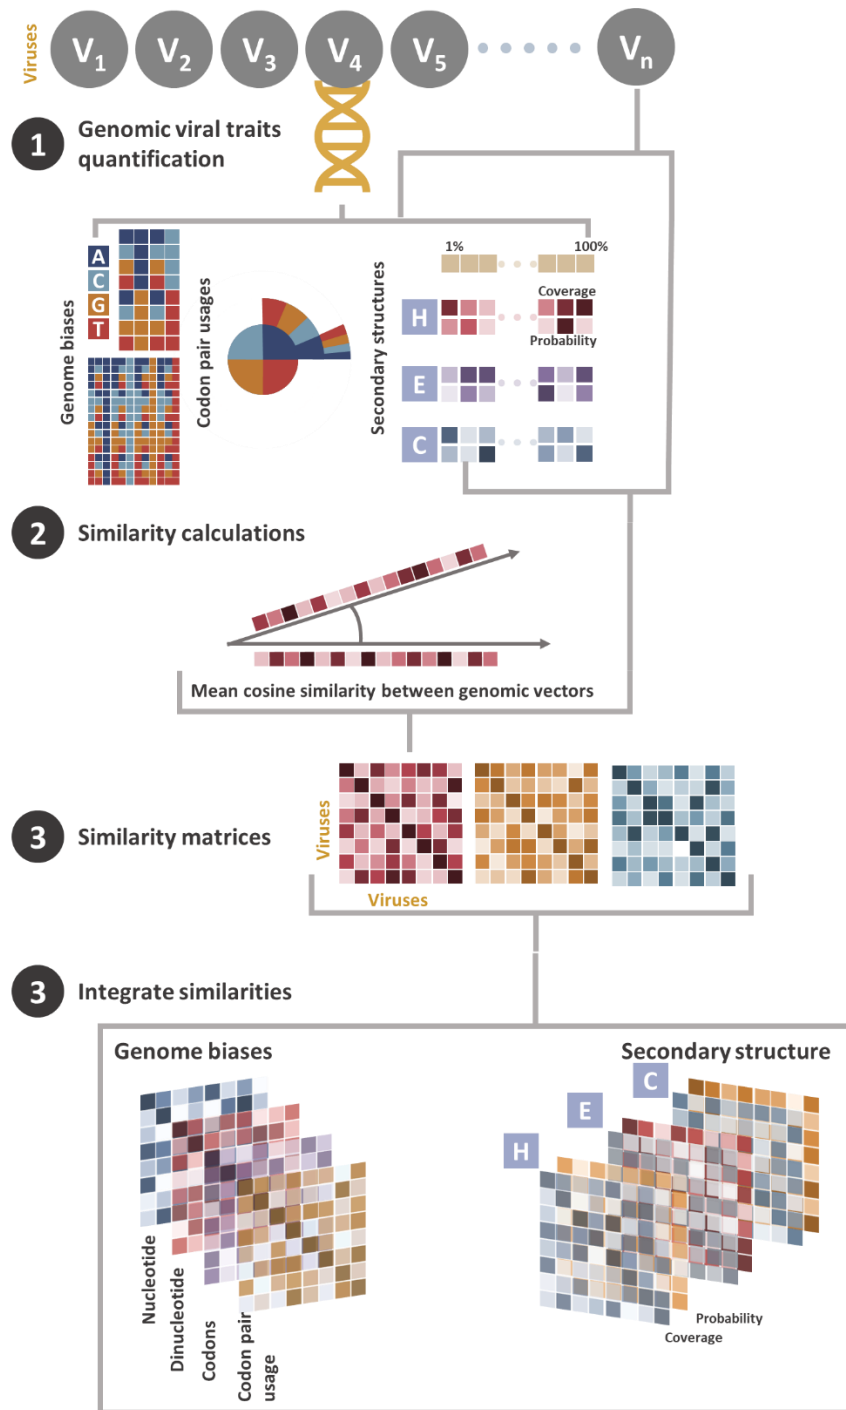 Viruses
V1 V2 V3 V4 V5 Vn
1
Genomic viral traits
quantification
Genome biases
A
C
G
T
Codon pair usages
Secondary structures
1% 100%
Coverage
H
Probability
E
C
2
Similarity calculations
Mean cosine similarity between genomic vectors
3
Similarity matrices
Viruses
Viruses
3
Integrate similarities
Genome biases
Nucleotide
Dinucleotide
Codons
Codon pair
usage
Secondary structure
C
E
H
Probability
Coverage